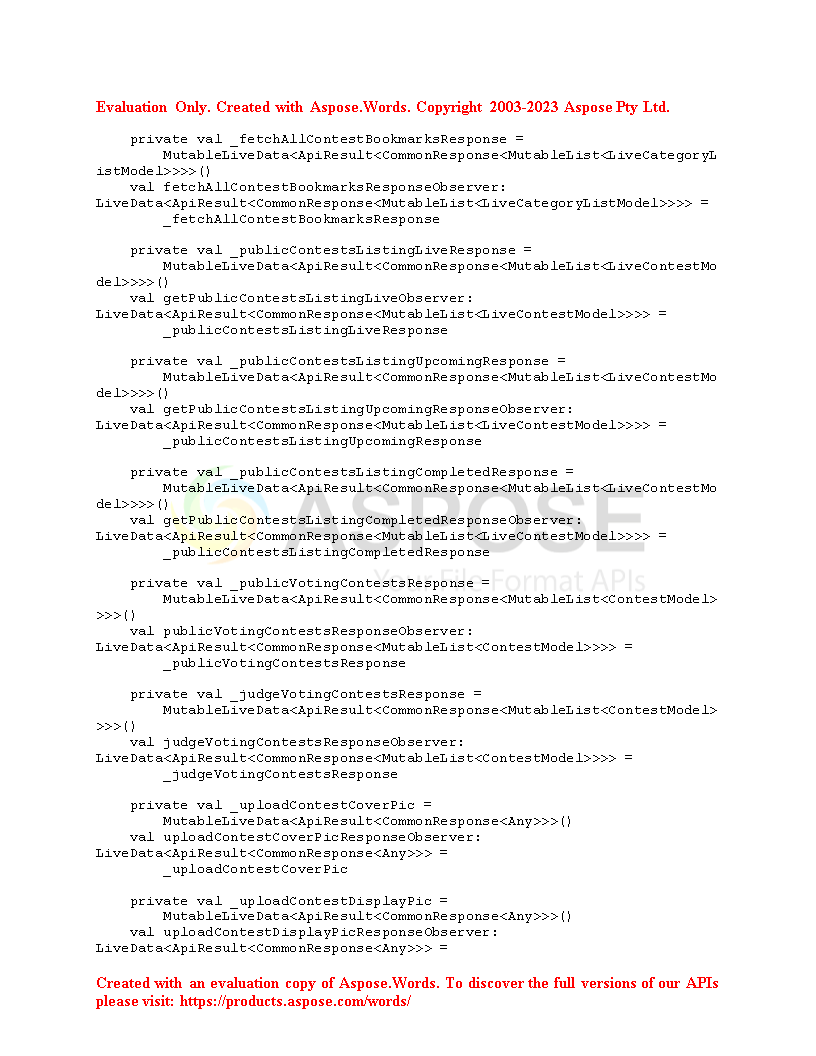 Evaluation Only. Created with Aspose.Words. Copyright 2003-2023 Aspose Pty Ltd.
    private val _fetchAllContestBookmarksResponse =
        MutableLiveData<ApiResult<CommonResponse<MutableList<LiveCategoryL
istModel>>>>()
    val fetchAllContestBookmarksResponseObserver:
LiveData<ApiResult<CommonResponse<MutableList<LiveCategoryListModel>>>> =
        _fetchAllContestBookmarksResponse
    private val _publicContestsListingLiveResponse =
        MutableLiveData<ApiResult<CommonResponse<MutableList<LiveContestMo
del>>>>()
    val getPublicContestsListingLiveObserver:
LiveData<ApiResult<CommonResponse<MutableList<LiveContestModel>>>> =
        _publicContestsListingLiveResponse
    private val _publicContestsListingUpcomingResponse =
        MutableLiveData<ApiResult<CommonResponse<MutableList<LiveContestMo
del>>>>()
    val getPublicContestsListingUpcomingResponseObserver:
LiveData<ApiResult<CommonResponse<MutableList<LiveContestModel>>>> =
        _publicContestsListingUpcomingResponse
    private val _publicContestsListingCompletedResponse =
        MutableLiveData<ApiResult<CommonResponse<MutableList<LiveContestMo
del>>>>()
    val getPublicContestsListingCompletedResponseObserver:
LiveData<ApiResult<CommonResponse<MutableList<LiveContestModel>>>> =
        _publicContestsListingCompletedResponse
ASPOSE
Your File Format APIs
    private val _publicVotingContestsResponse =
        MutableLiveData<ApiResult<CommonResponse<MutableList<ContestModel>
>>>()
    val publicVotingContestsResponseObserver:
LiveData<ApiResult<CommonResponse<MutableList<ContestModel>>>> =
        _publicVotingContestsResponse
    private val _judgeVotingContestsResponse =
        MutableLiveData<ApiResult<CommonResponse<MutableList<ContestModel>
>>>()
    val judgeVotingContestsResponseObserver:
LiveData<ApiResult<CommonResponse<MutableList<ContestModel>>>> =
        _judgeVotingContestsResponse
    private val _uploadContestCoverPic =
        MutableLiveData<ApiResult<CommonResponse<Any>>>()
    val uploadContestCoverPicResponseObserver:
LiveData<ApiResult<CommonResponse<Any>>> =
        _uploadContestCoverPic
    private val _uploadContestDisplayPic =
        MutableLiveData<ApiResult<CommonResponse<Any>>>()
    val uploadContestDisplayPicResponseObserver:
LiveData<ApiResult<CommonResponse<Any>>> =
Created with an evaluation copy of Aspose.Words. To discover the full versions of our APIs
please visit: https://products.aspose.com/words/